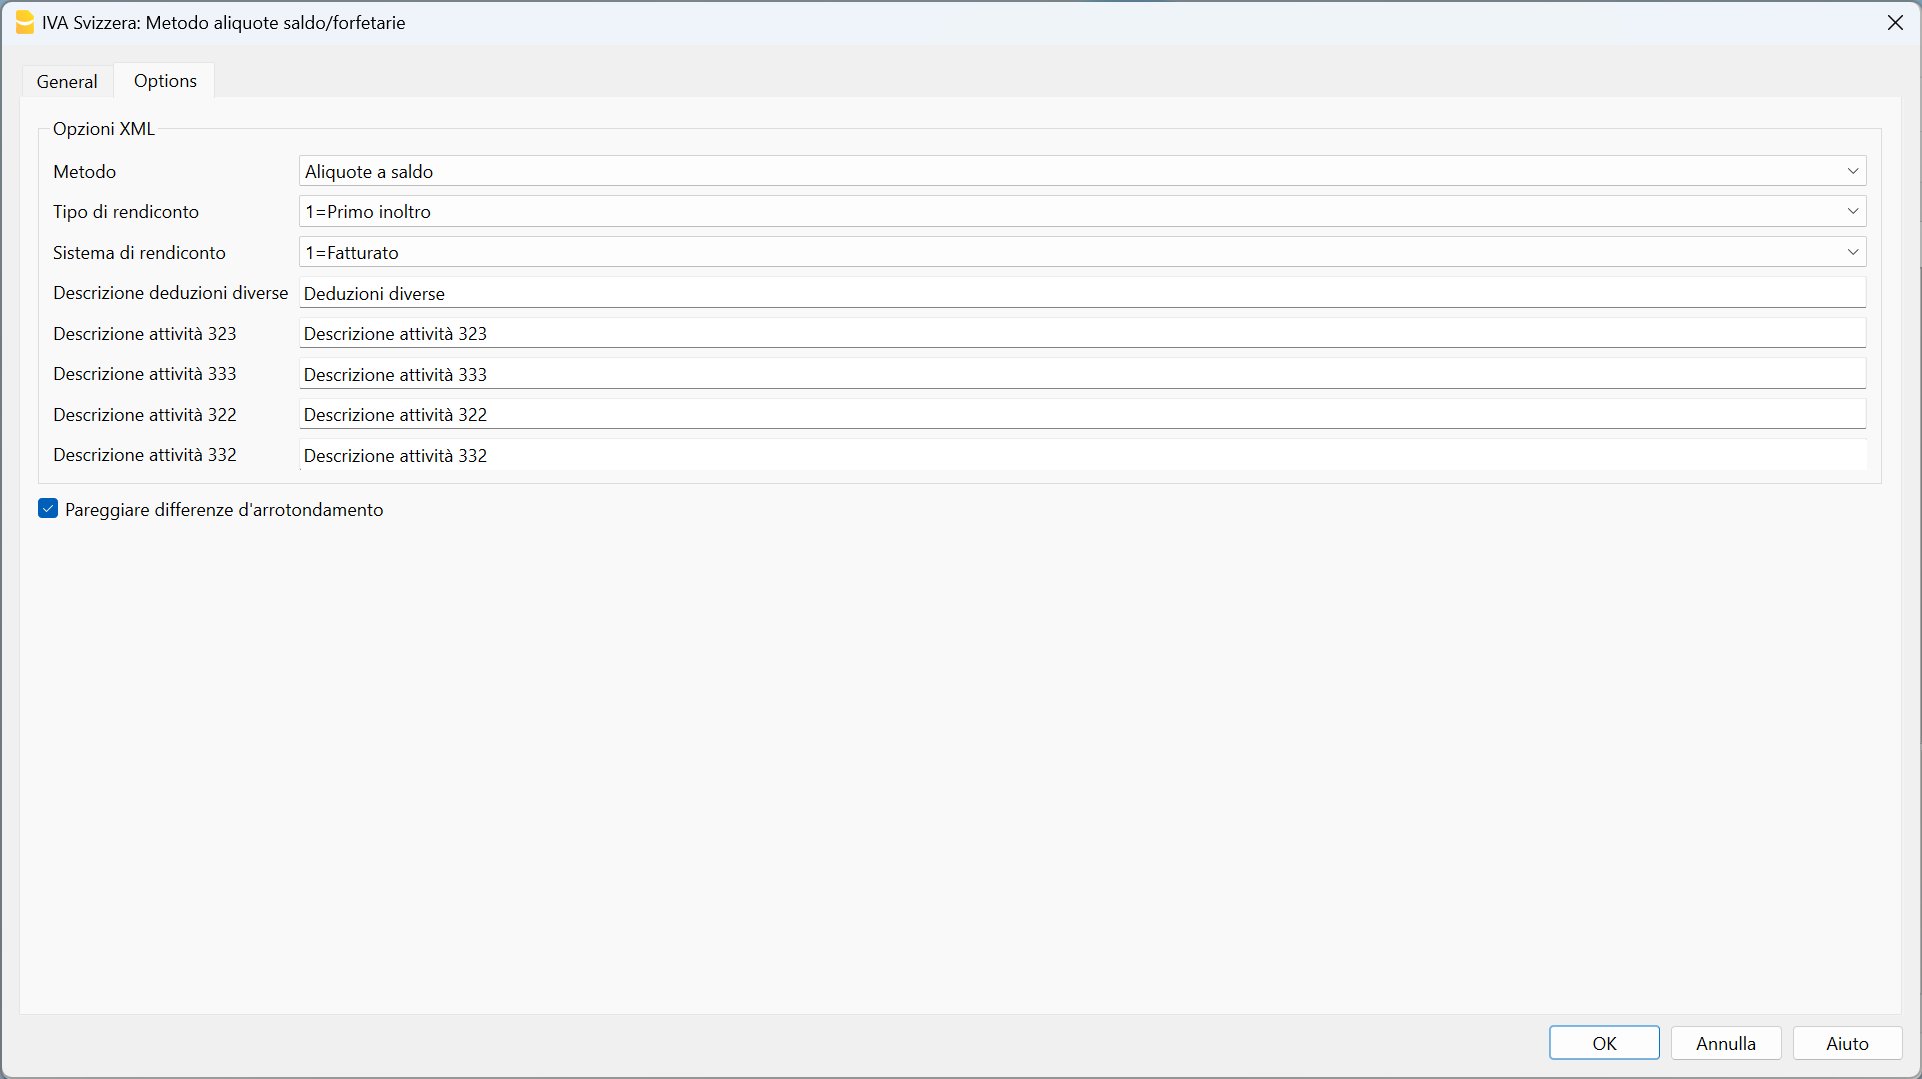 IVA Svizzera: Metodo aliquote saldo/forfetarie
General Options
Opzioni XML
Metodo Aliquote a saldo
Tipo di rendiconto 1=Primo inoltro
Sistema di rendiconto 1=Fatturato
Descrizione deduzioni diverse Deduzioni diverse
Descrizione attività 323 Descrizione attività 323
Descrizione attività 333 Descrizione attività 333
Descrizione attività 322 Descrizione attività 322
Descrizione attività 332 Descrizione attività 332
Pareggiare differenze d'arrotondamento
OK Annulla Aiuto